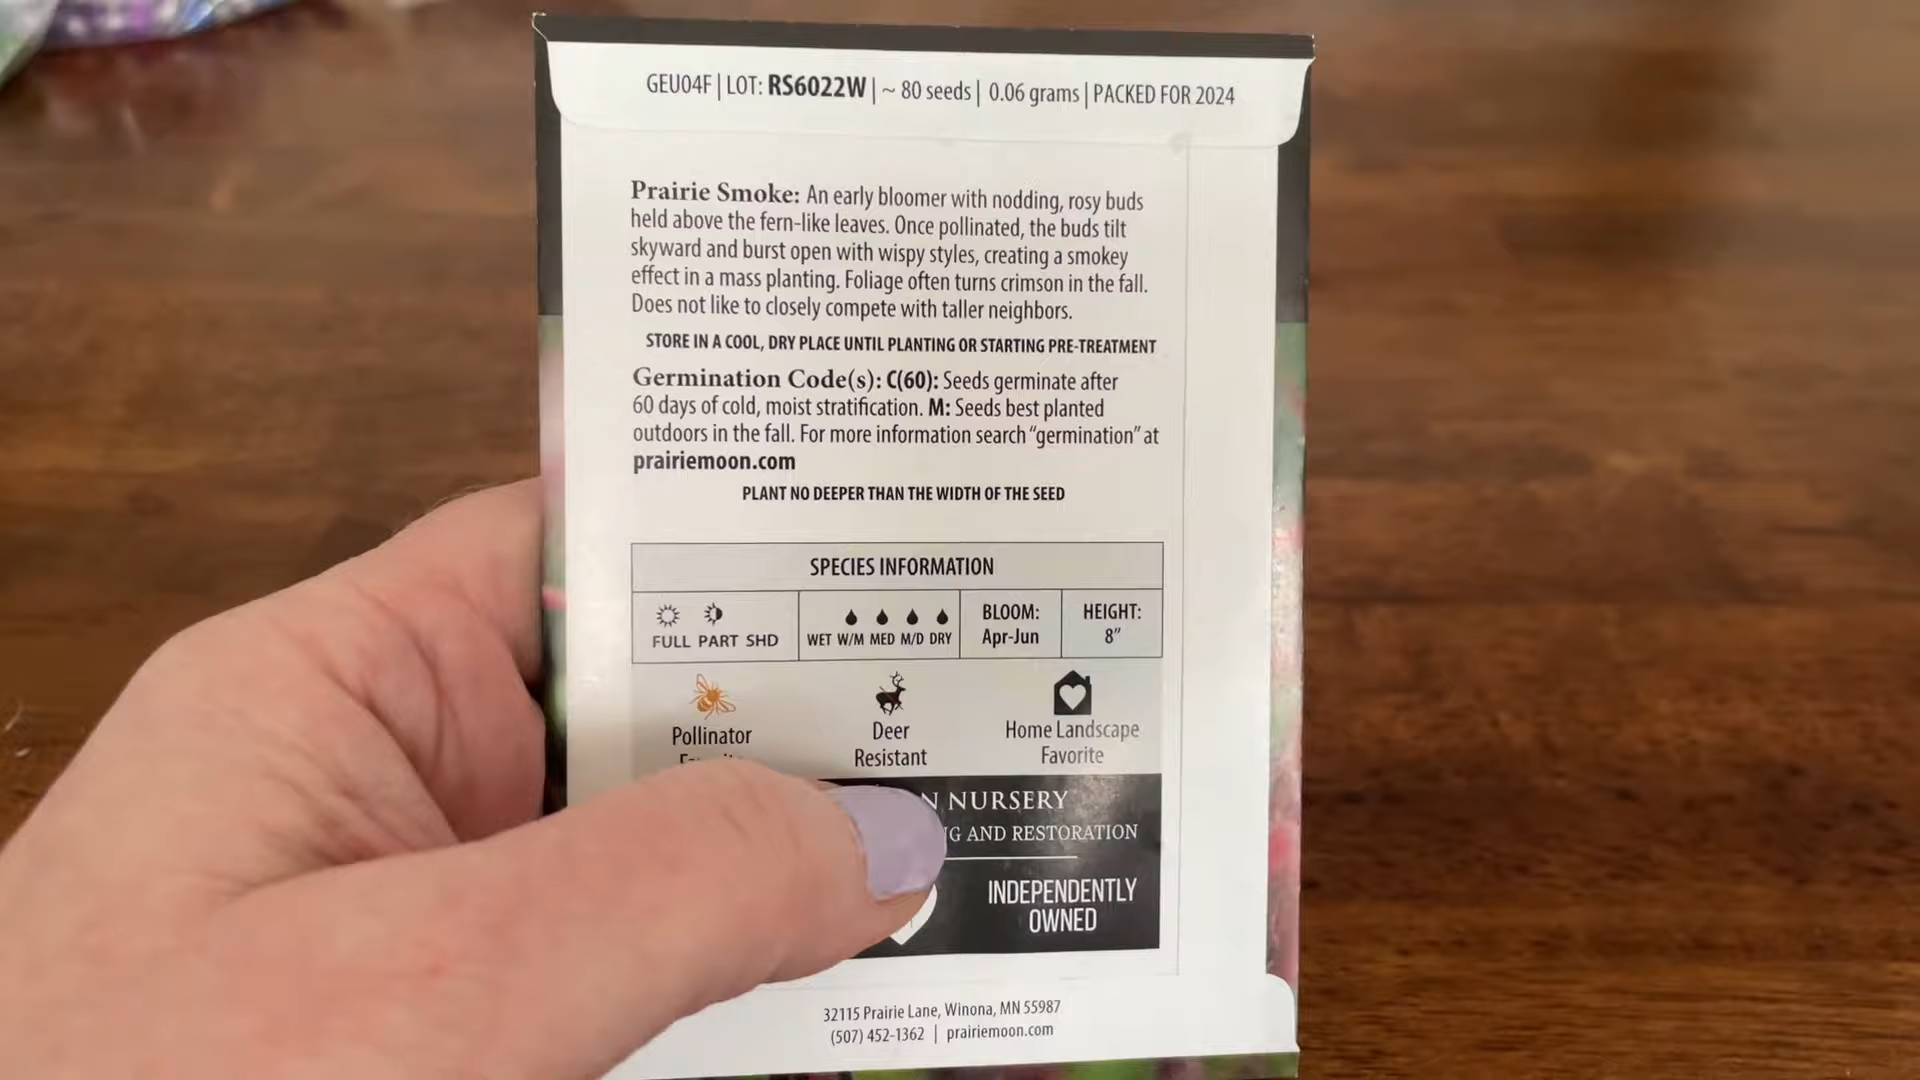 GEU04F | LOT: RS6022W | ~ 80 seeds | 0.06 grams | PACKED FOR 2024
Prairie Smoke: An early bloomer with nodding, rosy buds
held above the fern-like leaves. Once pollinated, the buds tilt
skyward and burst open with wispy styles, creating a smokey
effect in a mass planting. Foliage often turns crimson in the fall.
Does not like to closely compete with taller neighbors.
STORE IN A COOL, DRY PLACE UNTIL PLANTING OR STARTING PRE-TREATMENT
Germination Code(s): C(60): Seeds germinate after
60 days of cold, moist stratification. M: Seeds best planted
outdoors in the fall. For more information search “germination” at
prairiemoon.com
PLANT NO DEEPER THAN THE WIDTH OF THE SEED
SPECIES INFORMATION
FULL PART SHD
WET W/M MED M/D DRY
BLOOM:
Apr-Jun
HEIGHT:
8”
Pollinator
Deer
Resistant
Home Landscape
Favorite
NURSERY
AND RESTORATION
INDEPENDENTLY
OWNED
32115 Prairie Lane, Winona, MN 55987
(507) 452-1362 | prairiemoon.com